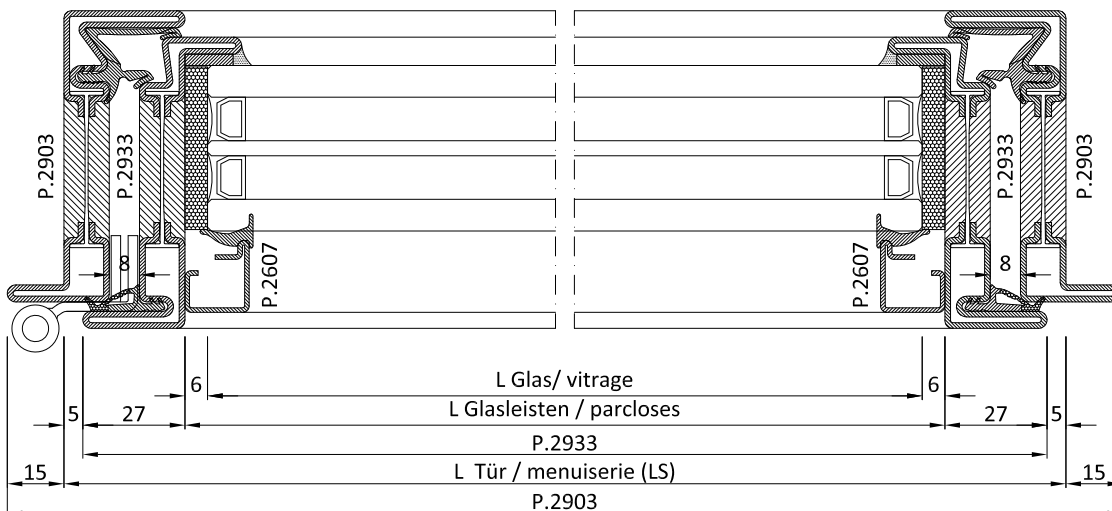 P.2903
P.2933
P.2933
P.2903
P.2607
P.2607
8
8
6
L Glas/ vitrage
6
5
27
L Glasleisten / parcloses
27
5
P.2933
15
L Tür / menuiserie (LS)
15
P.2903